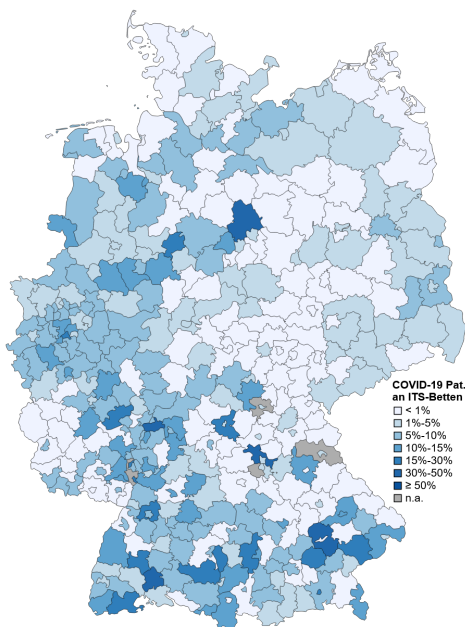 COVID-19 Pat.
an ITS-Betten
< 1%
1%-5%
5%-10%
10%-15%
15%-30%
30%-50%
≥ 50%
n.a.